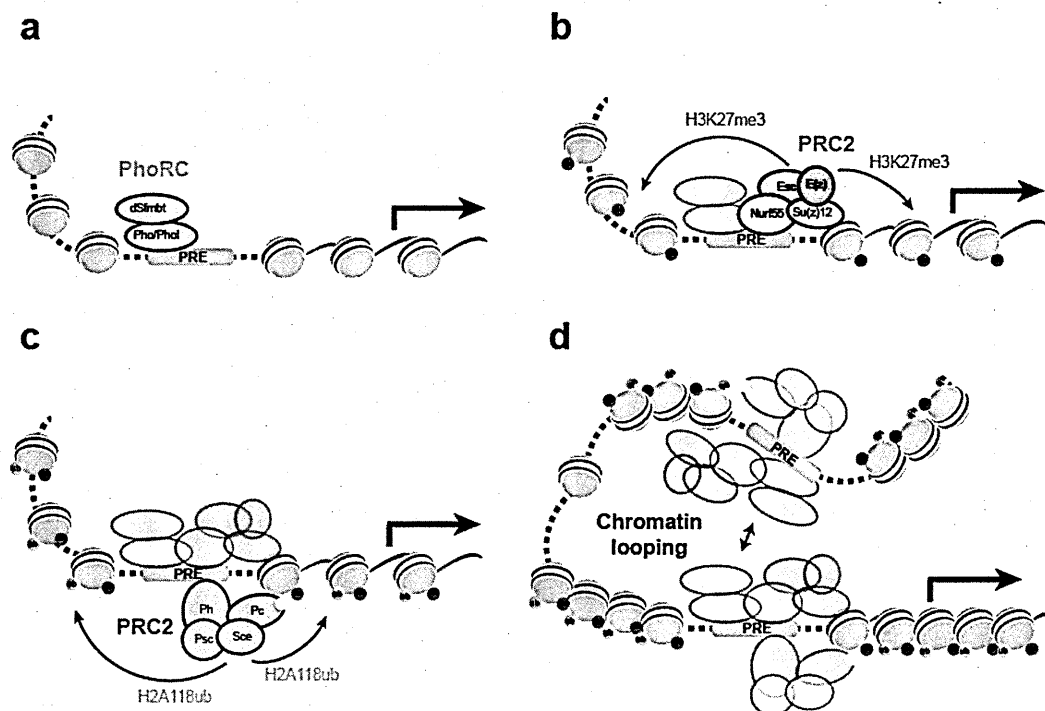 a
PhoRC
dSfmbt
Pho/Phol
PRE
b
H3K27me3
PRC2
H3K27me3
Esc
E(z)
Nurf55
Su(z)12
PRE
c
PRE
Ph
Pc
PRC2
Psc
Sce
H2A118ub
H2A118ub
d
PRE
Chromatin
looping
PRE